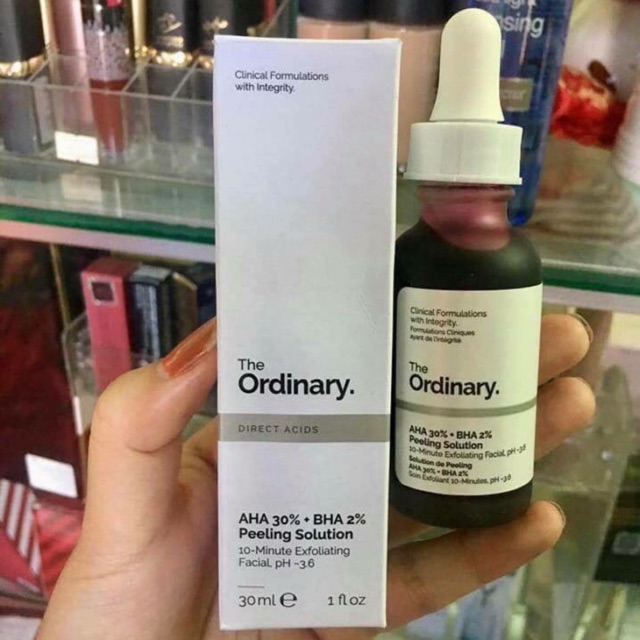 Clinical Formulations
with Integrity.
The
Ordinary.
DIRECT ACIDS
AHA 30% + BHA 2%
Peeling Solution
10-Minute Exfoliating
Facial, pH ~3.6
30 ml e 1 fl oz
Clinical Formulations
with Integrity.
Formulations Cliniques
ayant de l'intégrité.
The
Ordinary.
AHA 30% + BHA 2%
Peeling Solution
10-Minute Exfoliating Facial, pH ~3.6
Solution de Peeling
AHA 30% + BHA 2%
Soin Exfoliant 10-Minutes, pH ~3.6
sing